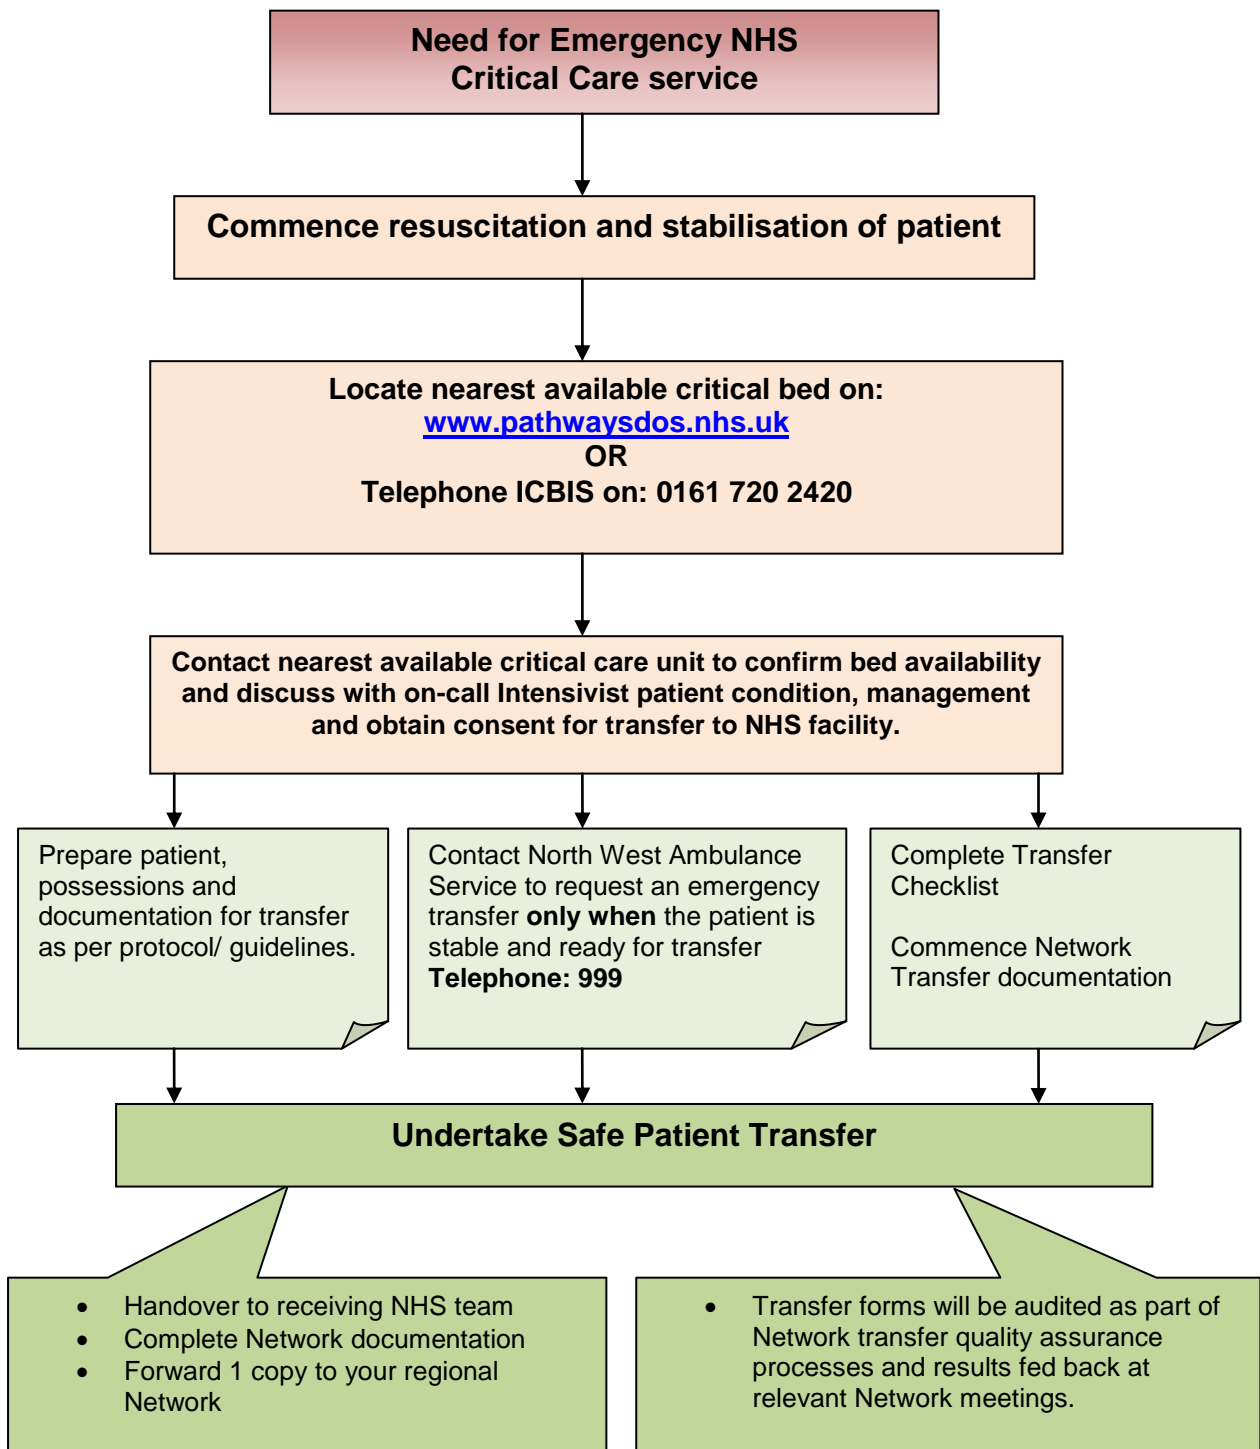 Need for Emergency NHS
Critical Care service
Commence resuscitation and stabilisation of patient
Locate nearest available critical bed on:
www.pathwaysdos.nhs.uk
OR
Telephone ICBIS on: 0161 720 2420
Contact nearest available critical care unit to confirm bed availability
and discuss with on-call Intensivist patient condition, management
and obtain consent for transfer to NHS facility.
Prepare patient,
possessions and
documentation for transfer
as per protocol/ guidelines.
Contact North West Ambulance
Service to request an emergency
transfer only when the patient is
stable and ready for transfer
Telephone: 999
Complete Transfer
Checklist
Commence Network
Transfer documentation
Undertake Safe Patient Transfer
• Handover to receiving NHS team
• Complete Network documentation
• Forward 1 copy to your regional
Network
• Transfer forms will be audited as part of
Network transfer quality assurance
processes and results fed back at
relevant Network meetings.